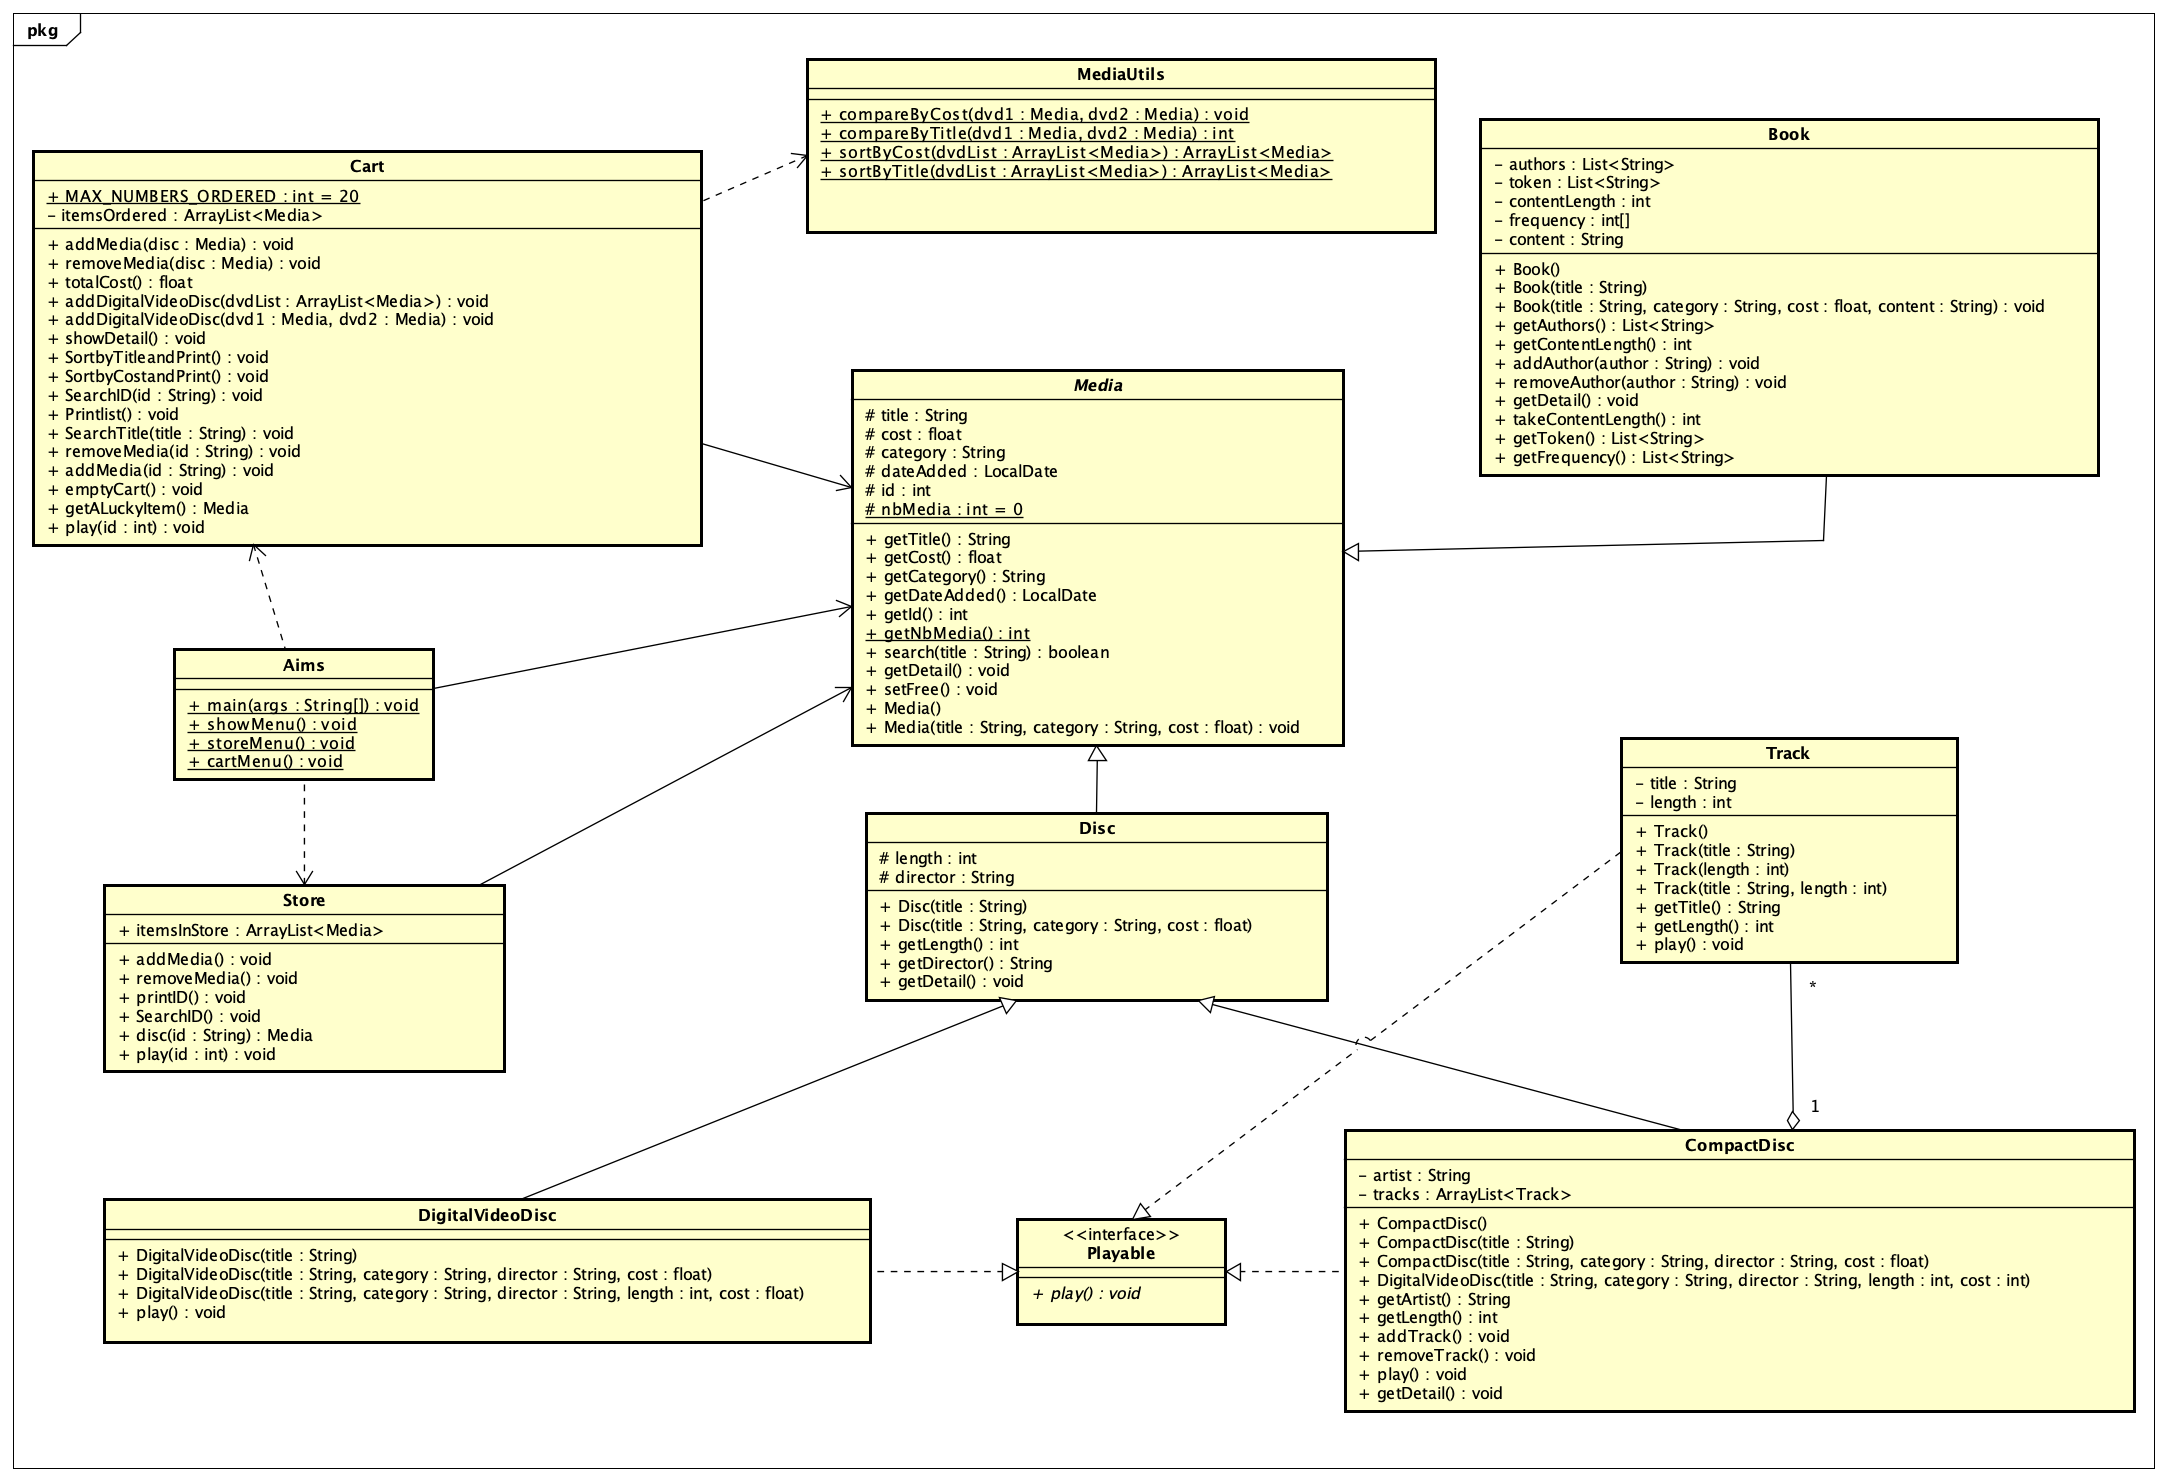 pkg
MediaUtils
+ compareByCost(dvd1 : Media, dvd2 : Media) : void
+ compareByTitle(dvd1 : Media, dvd2 : Media) : int
+ sortByCost(dvdList : ArrayList<Media>) : ArrayList<Media>
+ sortByTitle(dvdList : ArrayList<Media>) : ArrayList<Media>
Book
- authors : List<String>
- token : List<String>
- contentLength : int
- frequency : int[]
- content : String
+ Book()
+ Book(title : String)
+ Book(title : String, category : String, cost : float, content : String) : void
+ getAuthors() : List<String>
+ getContentLength() : int
+ addAuthor(author : String) : void
+ removeAuthor(author : String) : void
+ getDetail() : void
+ takeContentLength() : int
+ getToken() : List<String>
+ getFrequency() : List<String>
Cart
+ MAX_NUMBERS_ORDERED : int = 20
- itemsOrdered : ArrayList<Media>
+ addMedia(disc : Media) : void
+ removeMedia(disc : Media) : void
+ totalCost() : float
+ addDigitalVideoDisc(dvdList : ArrayList<Media>) : void
+ addDigitalVideoDisc(dvd1 : Media, dvd2 : Media) : void
+ showDetail() : void
+ SortbyTitleandPrint() : void
+ SortbyCostandPrint() : void
+ SearchID(id : String) : void
+ Printlist() : void
+ SearchTitle(title : String) : void
+ removeMedia(id : String) : void
+ addMedia(id : String) : void
+ emptyCart() : void
+ getALuckyItem() : Media
+ play(id : int) : void
Media
# title : String
# cost : float
# category : String
# dateAdded : LocalDate
# id : int
# nbMedia : int = 0
+ getTitle() : String
+ getCost() : float
+ getCategory() : String
+ getDateAdded() : LocalDate
+ getId() : int
+ getNbMedia() : int
+ search(title : String) : boolean
+ getDetail() : void
+ setFree() : void
+ Media()
+ Media(title : String, category : String, cost : float) : void
Aims
+ main(args : String[]) : void
+ showMenu() : void
+ storeMenu() : void
+ cartMenu() : void
Track
- title : String
- length : int
+ Track()
+ Track(title : String)
+ Track(length : int)
+ Track(title : String, length : int)
+ getTitle() : String
+ getLength() : int
+ play() : void
*
1
Disc
# length : int
# director : String
+ Disc(title : String)
+ Disc(title : String, category : String, cost : float)
+ getLength() : int
+ getDirector() : String
+ getDetail() : void
Store
+ itemsInStore : ArrayList<Media>
+ addMedia() : void
+ removeMedia() : void
+ printID() : void
+ SearchID() : void
+ disc(id : String) : Media
+ play(id : int) : void
DigitalVideoDisc
+ DigitalVideoDisc(title : String)
+ DigitalVideoDisc(title : String, category : String, director : String, cost : float)
+ DigitalVideoDisc(title : String, category : String, director : String, length : int, cost : float)
+ play() : void
<<interface>>
Playable
+ play() : void
CompactDisc
- artist : String
- tracks : ArrayList<Track>
+ CompactDisc()
+ CompactDisc(title : String)
+ CompactDisc(title : String, category : String, director : String, cost : float)
+ DigitalVideoDisc(title : String, category : String, director : String, length : int, cost : int)
+ getArtist() : String
+ getLength() : int
+ addTrack() : void
+ removeTrack() : void
+ play() : void
+ getDetail() : void